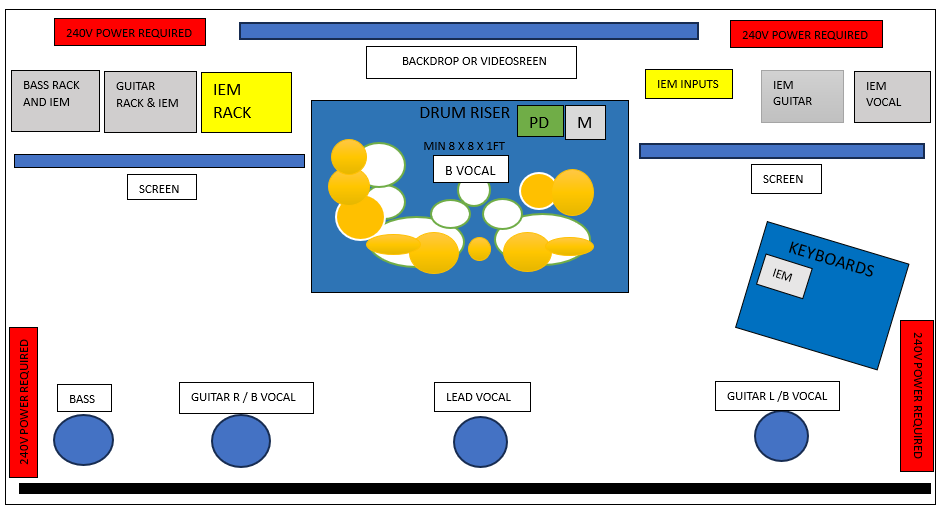 240V POWER REQUIRED
240V POWER REQUIRED
BACKDROP OR VIDEOSREEN
BASS RACK
AND IEM
GUITAR
RACK & IEM
IEM
RACK
IEM INPUTS
IEM
GUITAR
IEM
VOCAL
DRUM RISER
PD
M
MIN 8 X 8 X 1FT
B VOCAL
SCREEN
SCREEN
KEYBOARDS
IEM
240V POWER REQUIRED
240V POWER REQUIRED
BASS
GUITAR R / B VOCAL
LEAD VOCAL
GUITAR L /B VOCAL